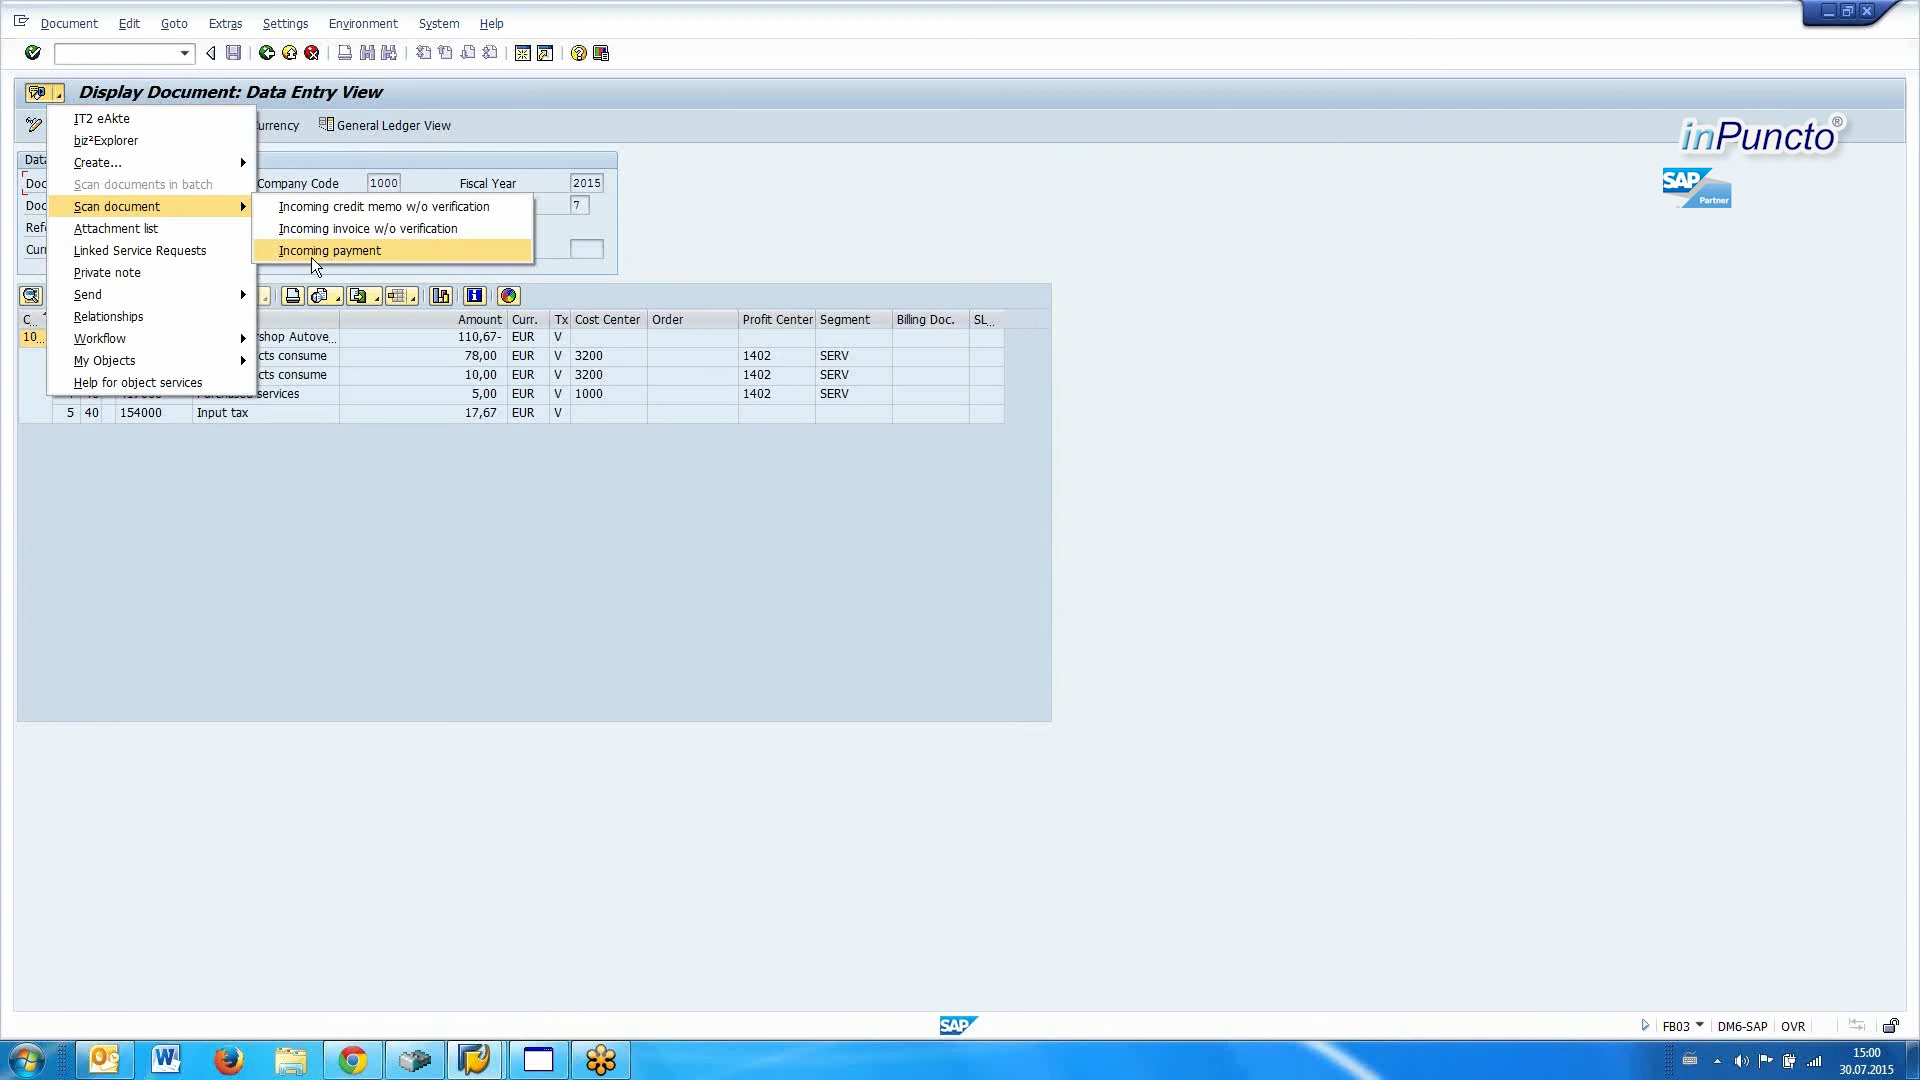 Document Edit Goto Extras Settings Environment System Help
Display Document: Data Entry View
IT2 eAkte
urrency General Ledger View
biz²Explorer
inPuncto®
Create...
Data
Scan documents in batch
Doc Company Code 1000 Fiscal Year 2015
SAP Partner
Scan document
Incoming credit memo w/o verification
Doc 7
Attachment list
Incoming invoice w/o verification
Refe
Linked Service Requests
Incoming payment
Curr
Private note
Send
Relationships
C... Amount Curr. Tx Cost Center Order Profit Center Segment Billing Doc. SL...
Workflow
10... shop Autove... 110,67- EUR V
My Objects
cts consume 78,00 EUR V 3200 1402 SERV
Help for object services
cts consume 10,00 EUR V 3200 1402 SERV
services 5,00 EUR V 1000 1402 SERV
5 40 154000 Input tax 17,67 EUR V
SAP
FB03 DM6-SAP OVR
15:00
30.07.2015